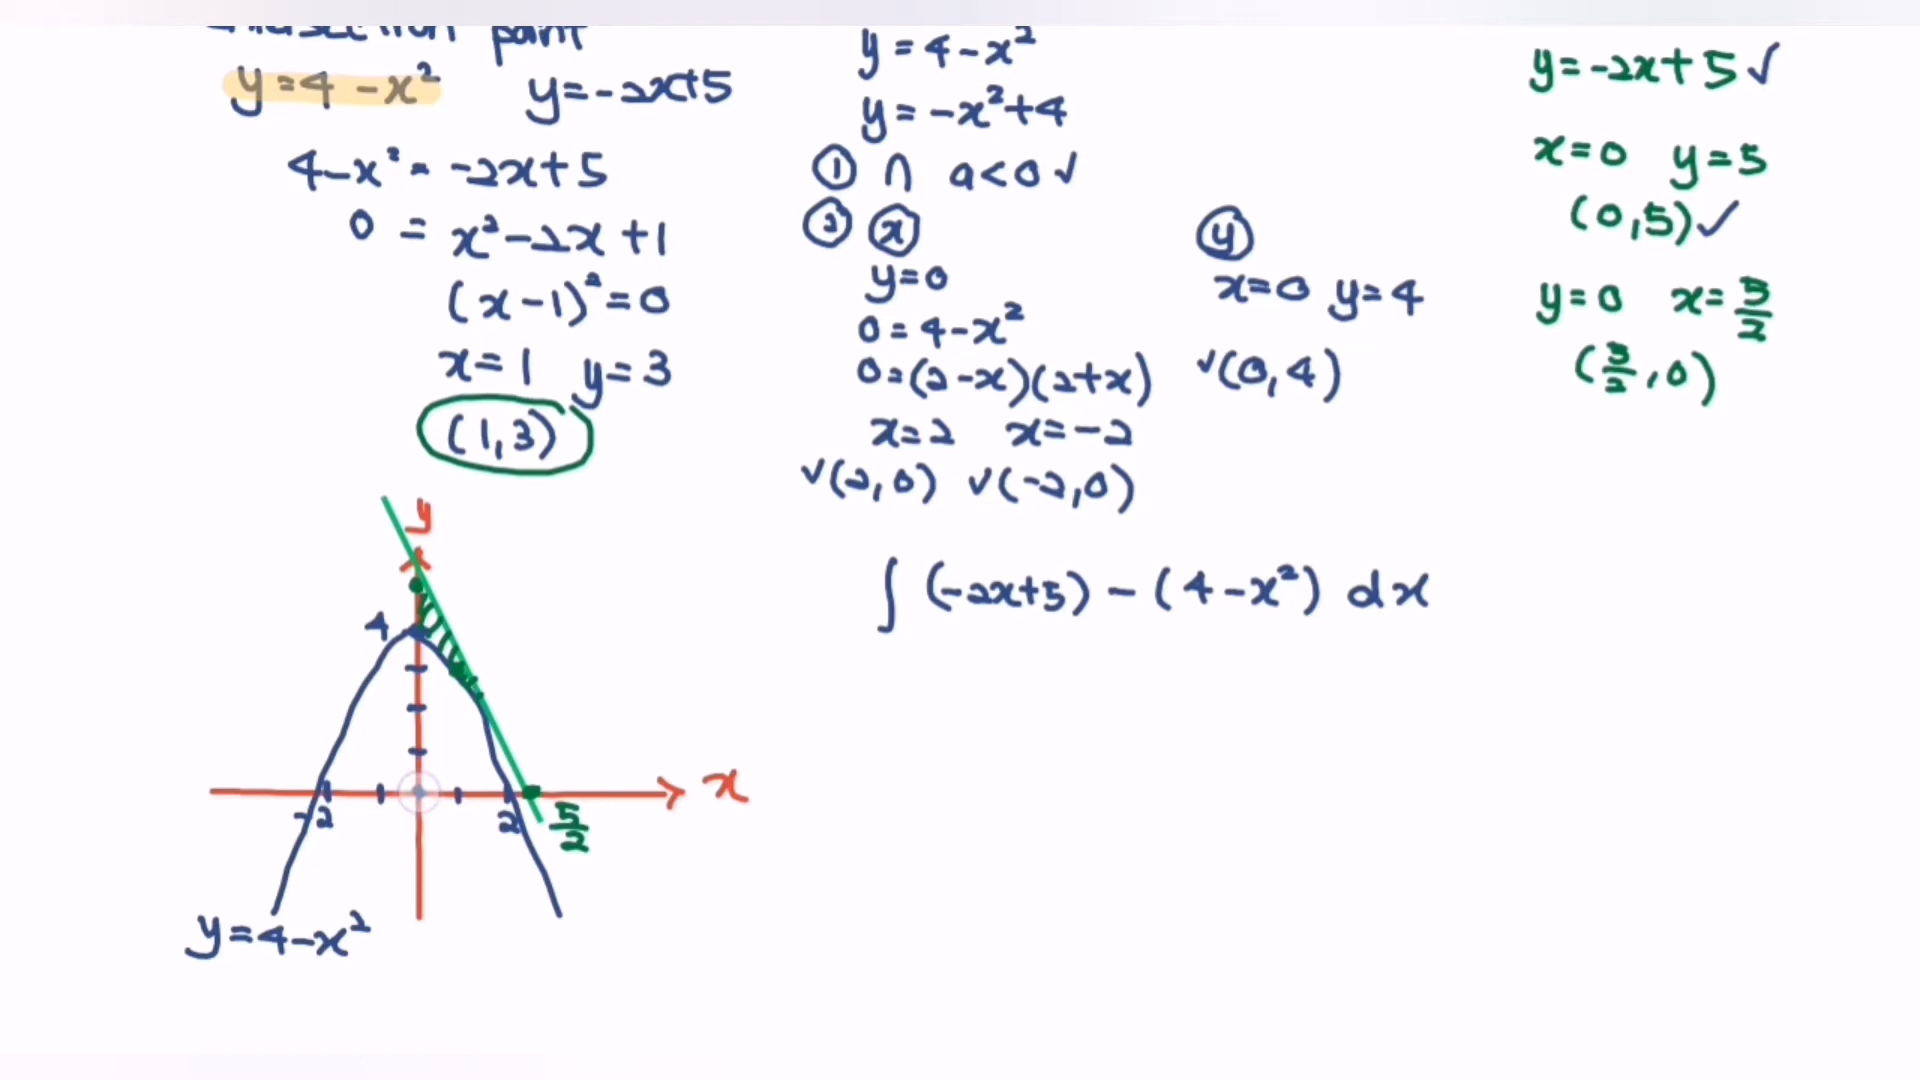 point
y=4-x² y=-2x+5
4-x²=-2x+5
0 = x²-2x+1
(x-1)²=0
x=1 y=3
(1,3)
y=4-x²
y=-x²+4
① ∩ a<0 ✓
② ⓧ
y=0
0=4-x²
0=(2-x)(2+x)
x=2 x=-2
✓(2,0) ✓(-2,0)
ⓨ
x=0 y=4
✓(0,4)
y=-2x+5 ✓
x=0 y=5
(0,5)✓
y=0 x=5/2
(5/2,0)
∫(-2x+5)-(4-x²) dx
y
4
x
-2
2
5/2
y=4-x²